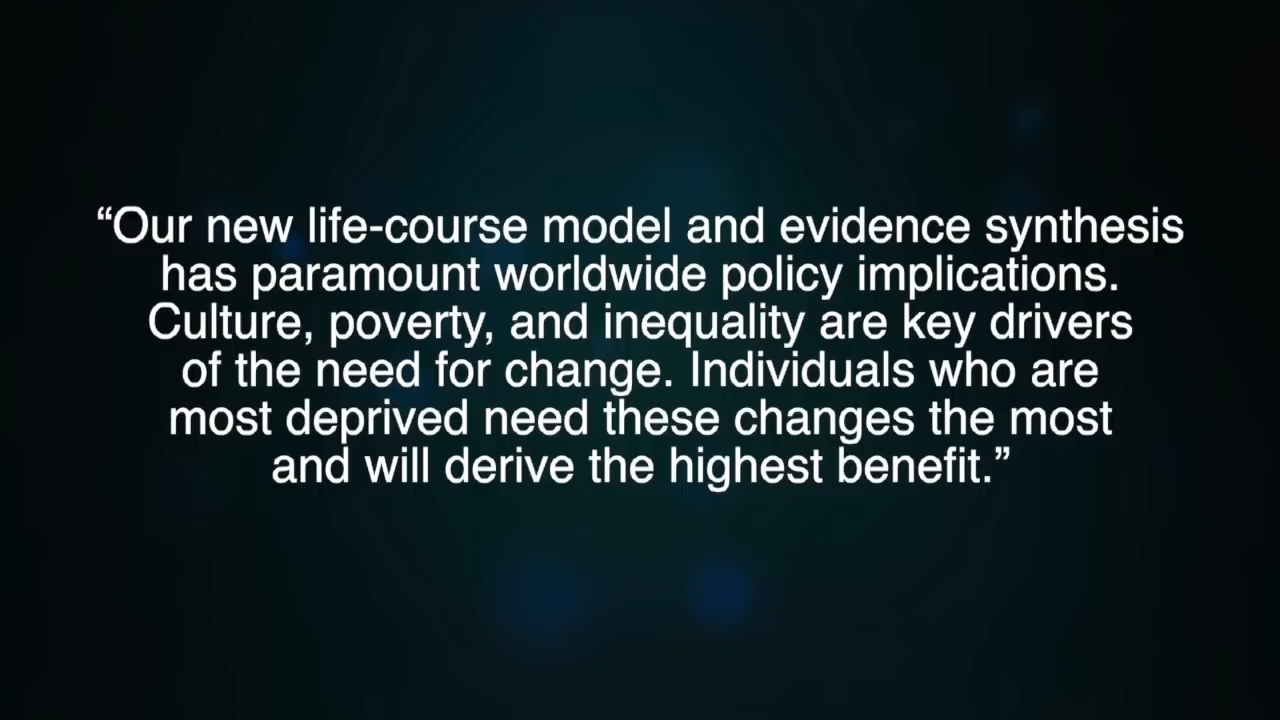 “Our new life-course model and evidence synthesis
has paramount worldwide policy implications.
Culture, poverty, and inequality are key drivers
of the need for change. Individuals who are
most deprived need these changes the most
and will derive the highest benefit.”